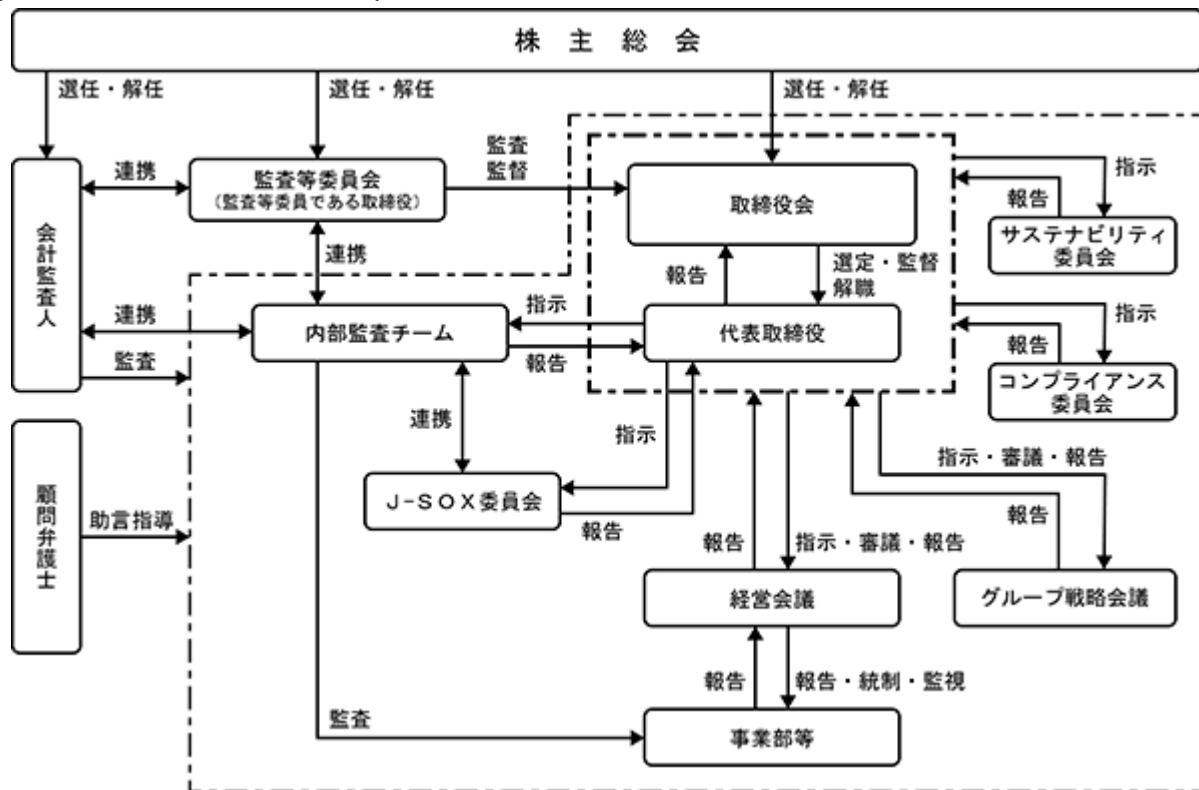 株主総会
選任・解任
選任・解任
選任・解任
監査
監督
連携
監査等委員会
(監査等委員である取締役)
取締役会
指示
報告
サステナビリティ
委員会
会計監査人
連携
報告
選定・監督
解職
連携
内部監査チーム
指示
報告
代表取締役
指示
報告
コンプライアンス
委員会
監査
連携
指示
J-SOX委員会
報告
顧問弁護士
助言指導
報告
指示・審議・報告
指示・審議・報告
報告
経営会議
グループ戦略会議
報告
報告・統制・監視
監査
事業部等